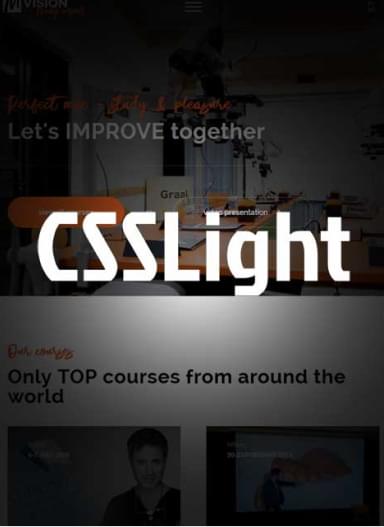 VISION
Perfect mix - study & pleasure
Let's IMPROVE together
Graal
presentation
CSSLight
Our courses
Only TOP courses from around the
world